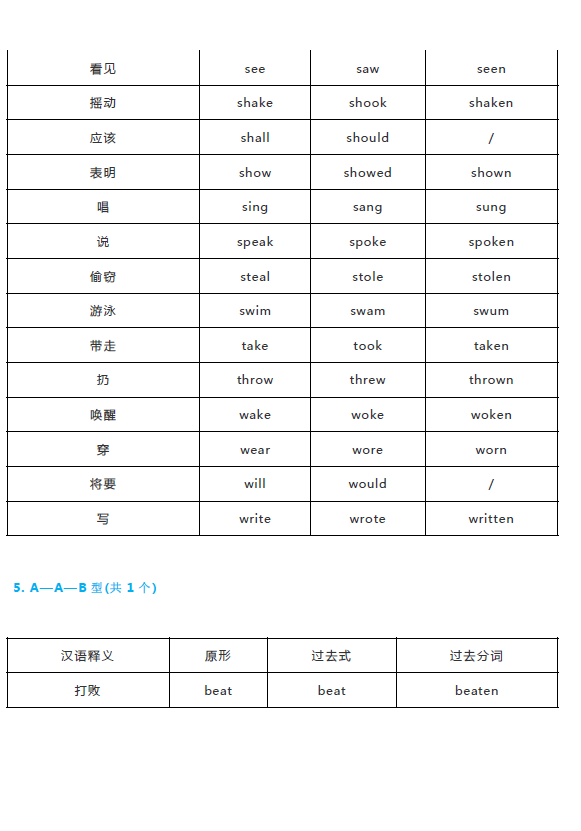 看见 see saw seen
摇动 shake shook shaken
应该 shall should /
表明 show showed shown
唱 sing sang sung
说 speak spoke spoken
偷窃 steal stole stolen
游泳 swim swam swum
带走 take took taken
扔 throw threw thrown
唤醒 wake woke woken
穿 wear wore worn
将要 will would /
写 write wrote written
5. A—A—B 型(共 1 个)
汉语释义 原形 过去式 过去分词
打败 beat beat beaten